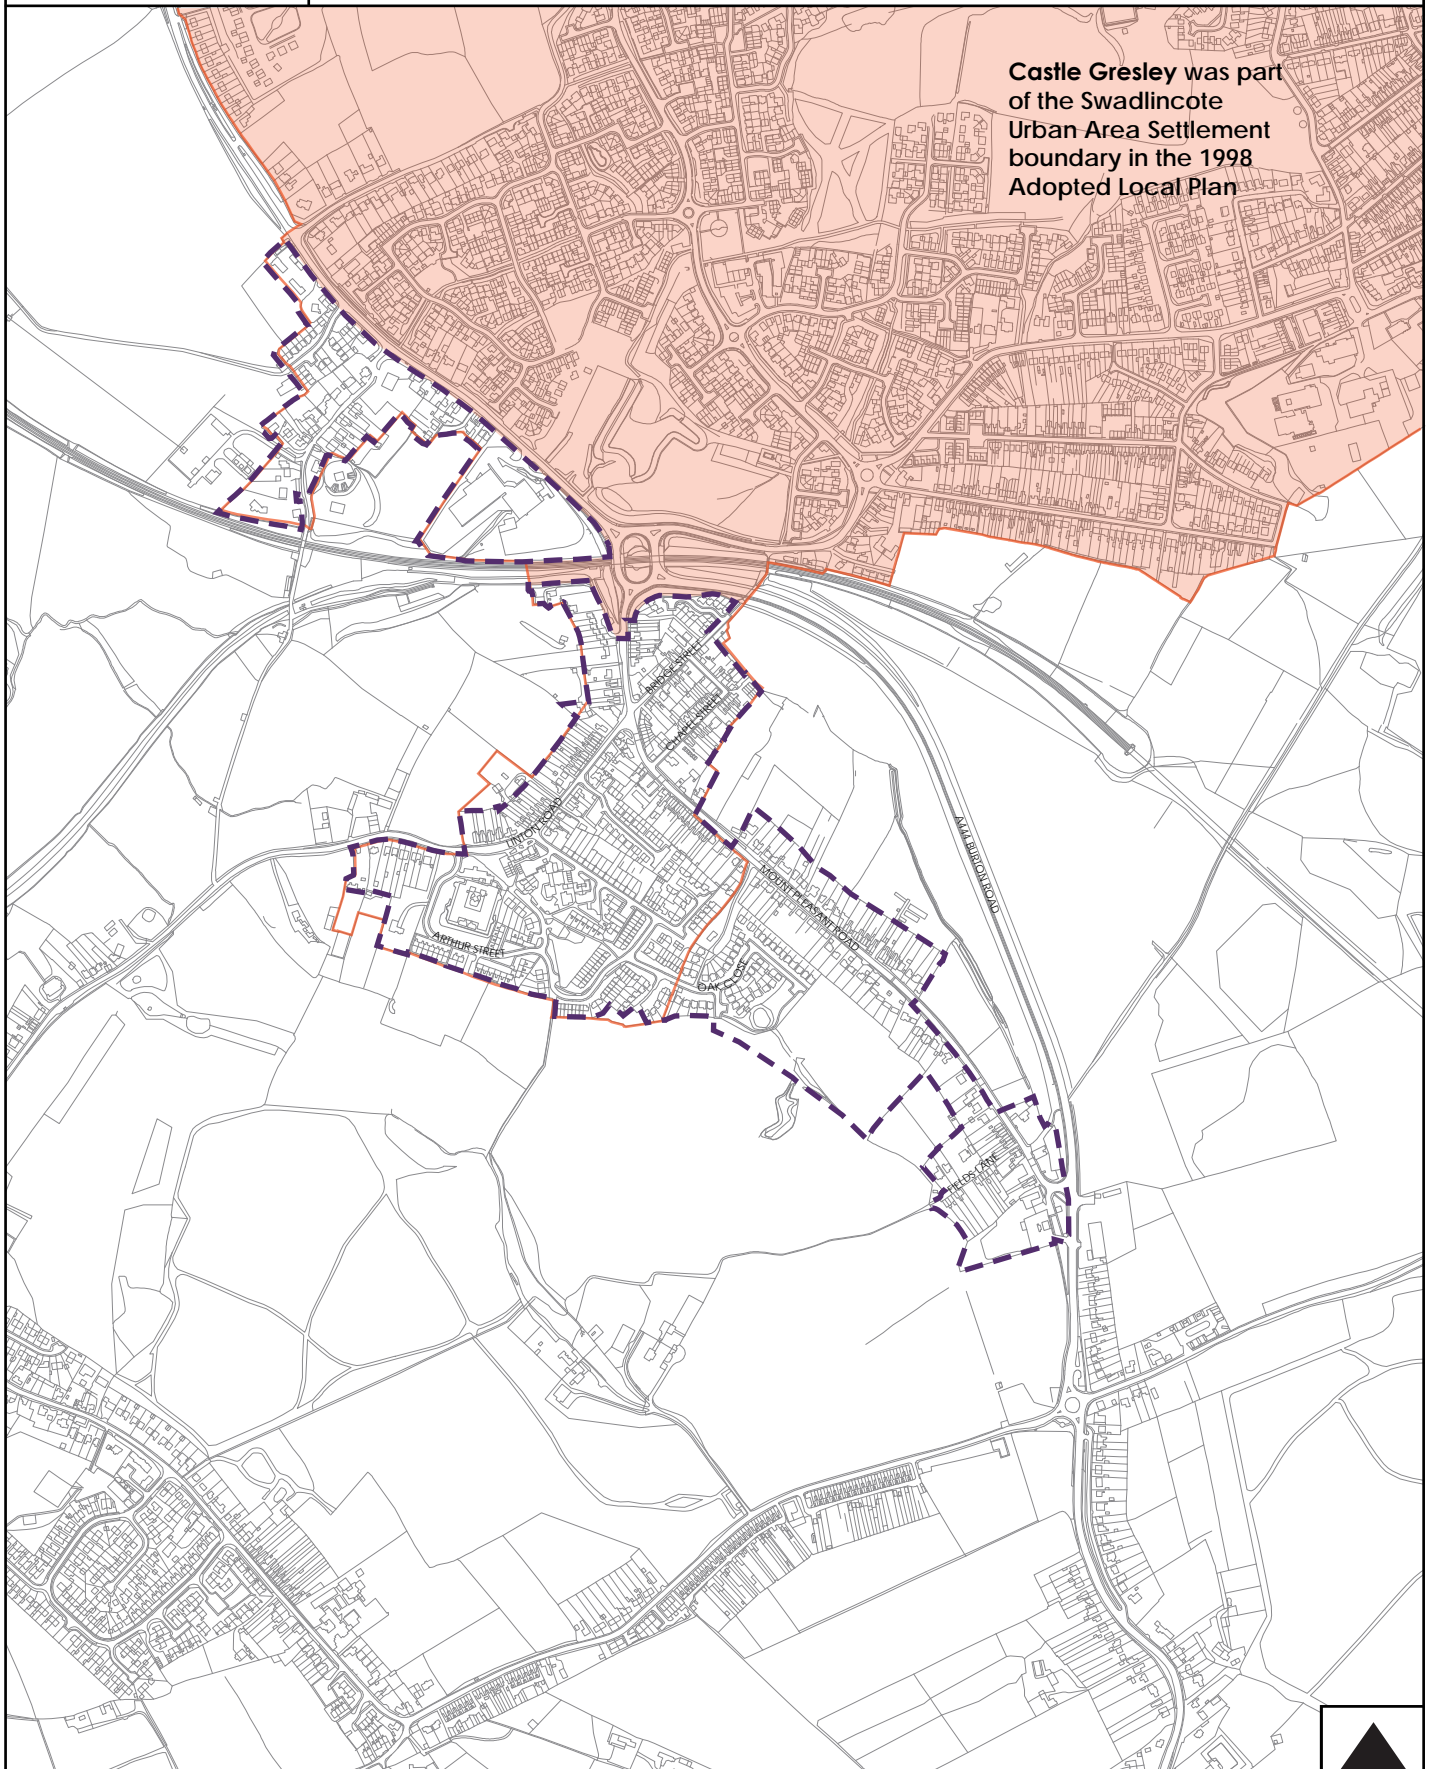 Castle Gresley was part
of the Swadlincote
Urban Area Settlement
boundary in the 1998
Adopted Local Plan
BRIDGE STREET
CHAPEL STREET
LINTON ROAD
A444 BURTON ROAD
MOUNT PLEASANT ROAD
ARTHUR STREET
OAK CLOSE
FIELDS LANE